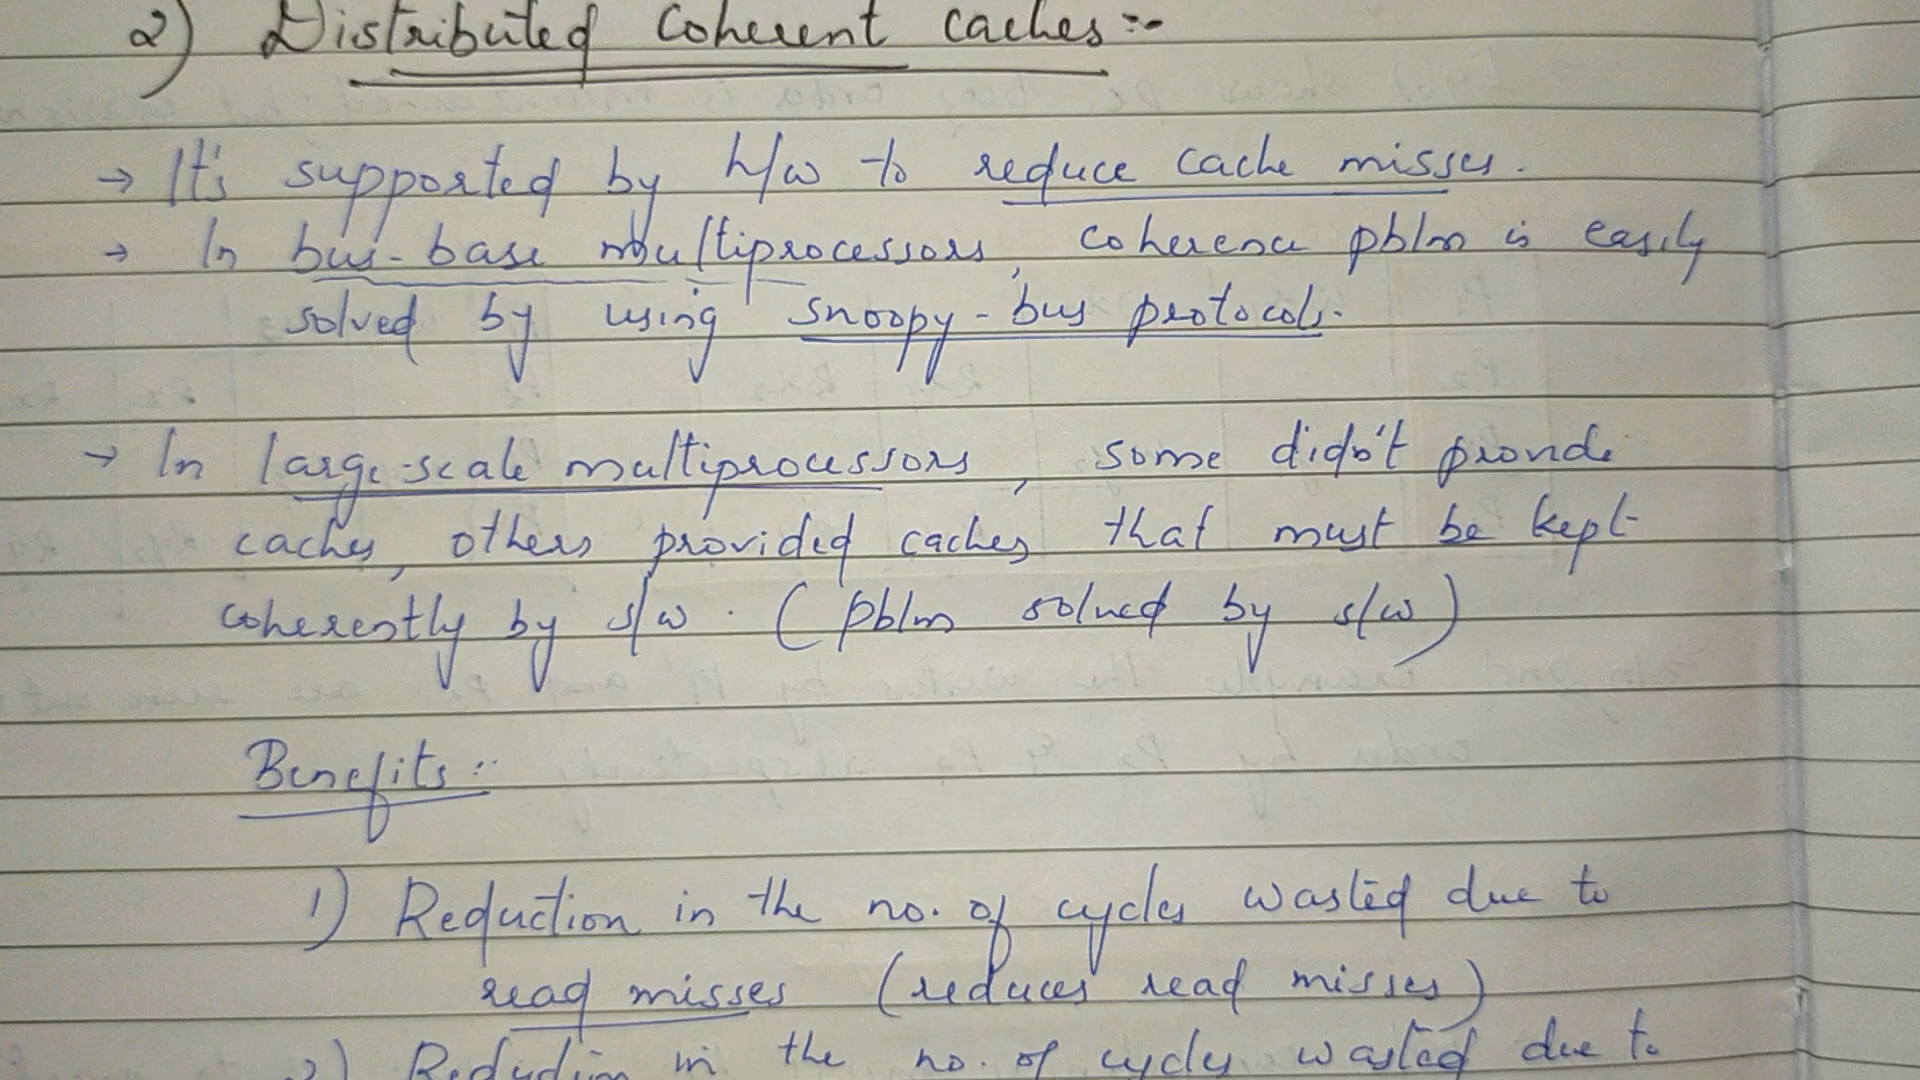 2) Distributed Coherent Caches :-
→ It's supported by h/w to reduce cache misses.
→ In bus-base multiprocessors, coherence pblm is easily
solved by using snoopy-bus protocols.
→ In large-scale multiprocessors, some didn't provide
caches, others provided caches that must be kept
coherently by s/w. (pblm solved by s/w)
Benefits :-
1) Reduction in the no. of cycles wasted due to
read misses (reduces read misses)
2) Reduction in the no. of cycles wasted due to